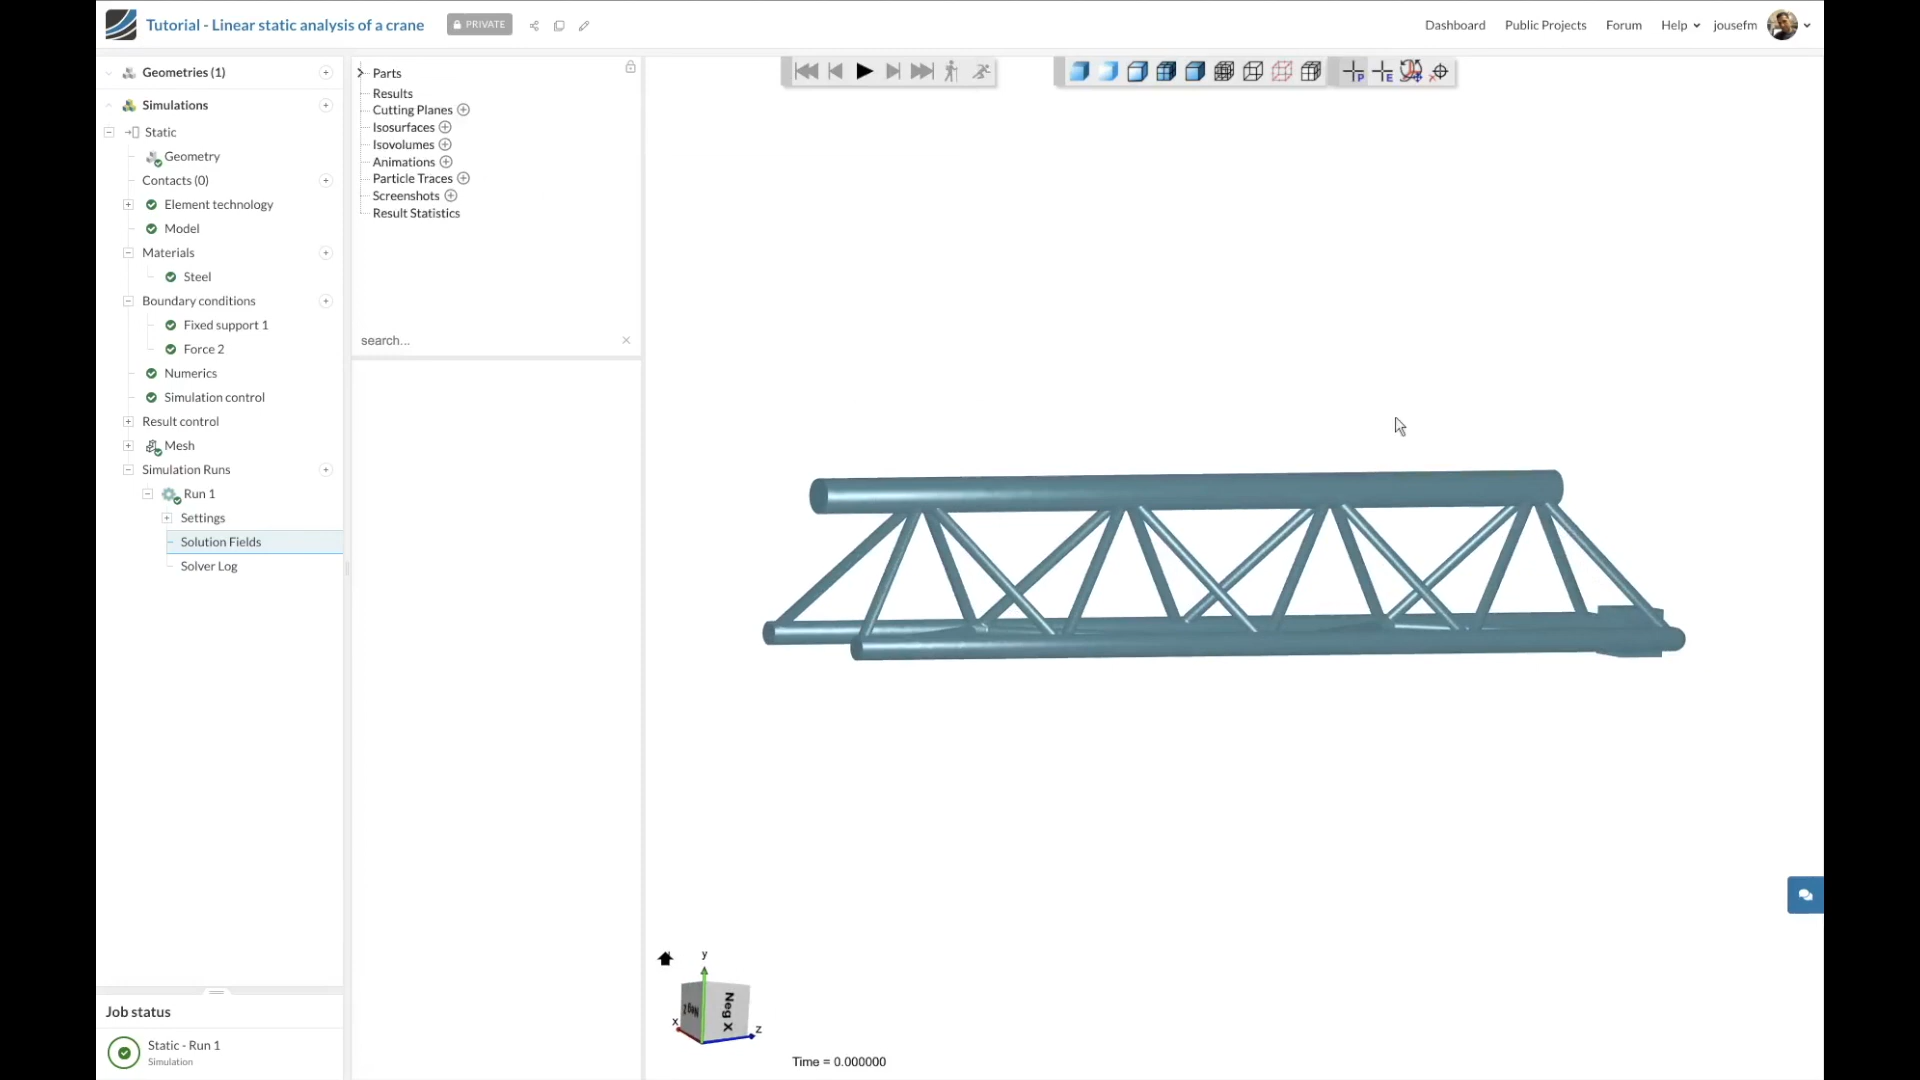 Tutorial - Linear static analysis of a crane
PRIVATE
Dashboard
Public Projects
Forum
Help
jousefm
Geometries (1)
Simulations
Static
Geometry
Contacts (0)
Element technology
Model
Materials
Steel
Boundary conditions
Fixed support 1
Force 2
Numerics
Simulation control
Result control
Mesh
Simulation Runs
Run 1
Settings
Solution Fields
Solver Log
Job status
Static - Run 1
Simulation
Parts
Results
Cutting Planes
Isosurfaces
Isovolumes
Animations
Particle Traces
Screenshots
Result Statistics
search...
P
E
y
Neg Z
Neg X
x
z
Time = 0.000000